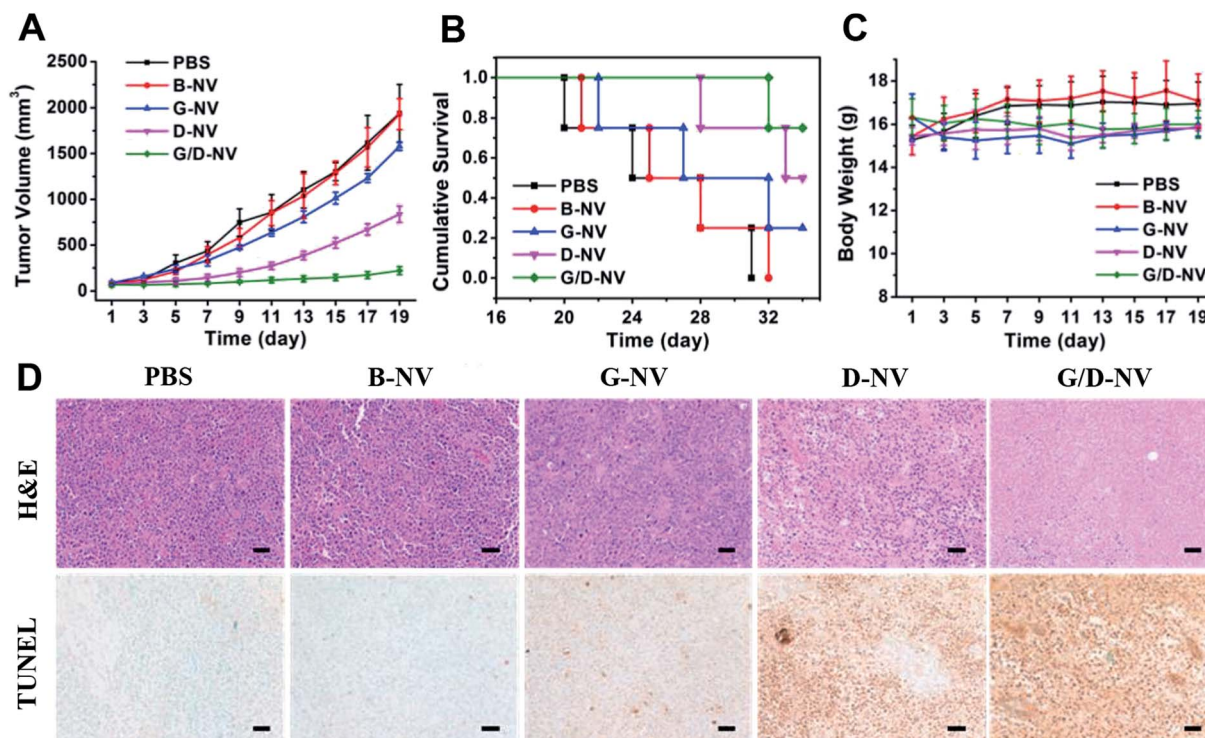 A
PBS
B-NV
G-NV
D-NV
G/D-NV
Tumor Volume (mm³)
2500
2000
1500
1000
500
0
1 3 5 7 9 11 13 15 17 19
Time (day)
B
Cumulative Survival
1.0
0.8
0.6
0.4
0.2
0.0
PBS
B-NV
G-NV
D-NV
G/D-NV
16 20 24 28 32
Time (day)
C
Body Weight (g)
18
16
14
12
10
8
PBS
B-NV
G-NV
D-NV
G/D-NV
1 3 5 7 9 11 13 15 17 19
Time (day)
D
PBS B-NV G-NV D-NV G/D-NV
H&E
TUNEL